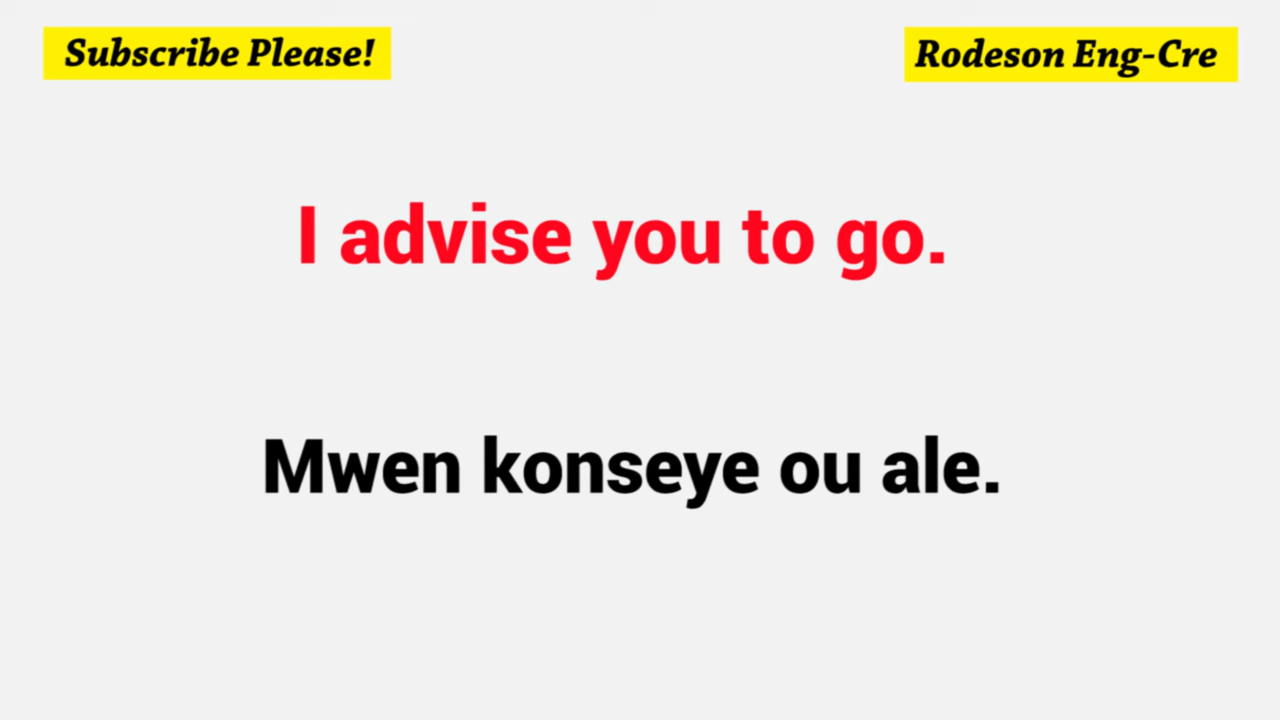 Subscribe Please!
Rodeson Eng-Cre
I advise you to go.
Mwen konseye ou ale.